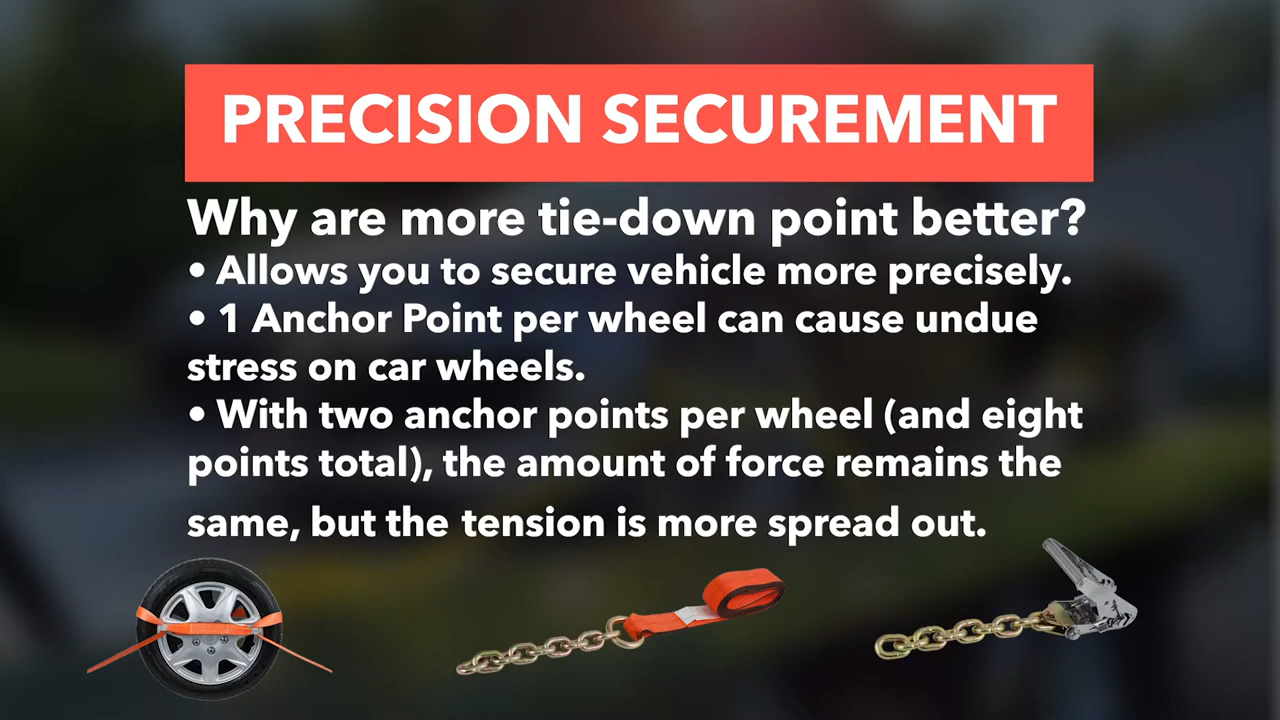 PRECISION SECUREMENT
Why are more tie-down point better?
• Allows you to secure vehicle more precisely.
• 1 Anchor Point per wheel can cause undue
stress on car wheels.
• With two anchor points per wheel (and eight
points total), the amount of force remains the
same, but the tension is more spread out.